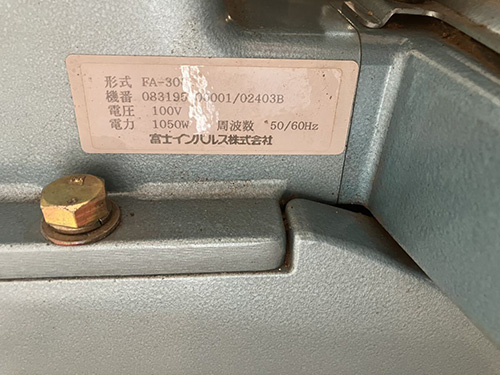 形式 FA-30
機番 083195 00001/02403B
電圧 100V
電力 1050W 周波数 50/60Hz
富士インパルス株式会社